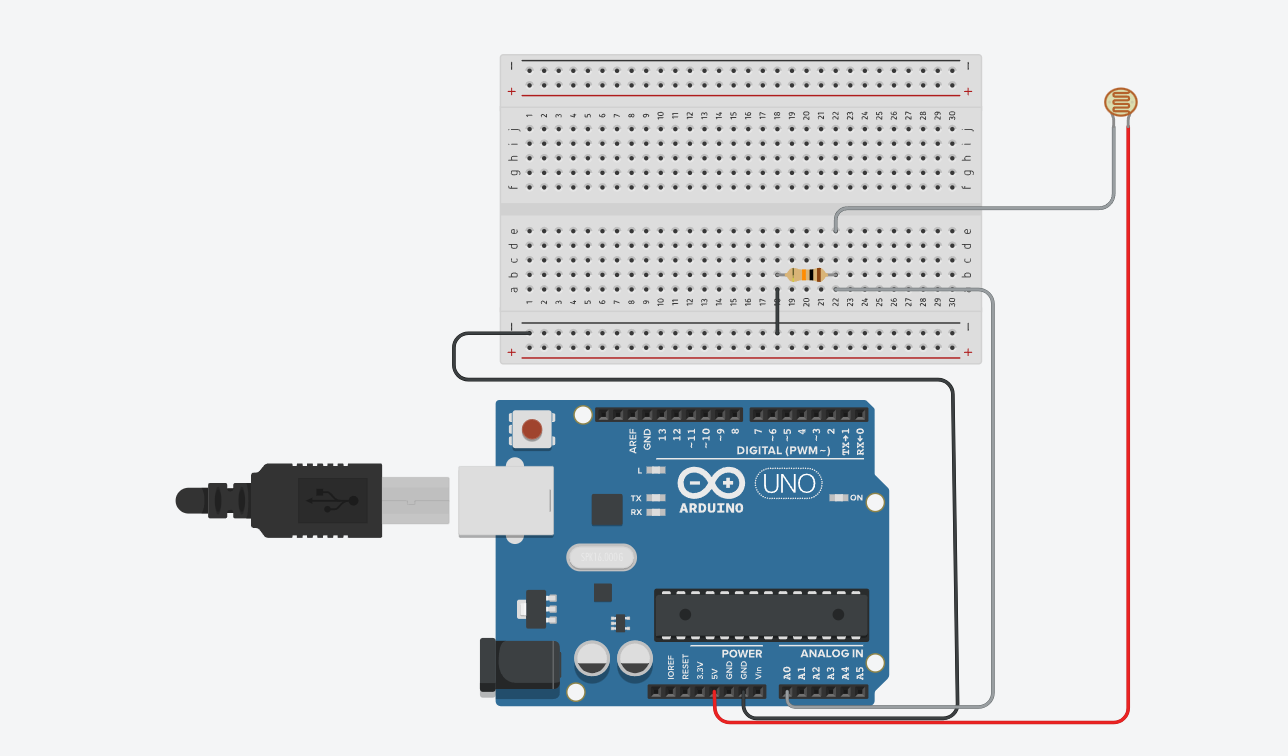 − −
+ +
1 2 3 4 5 6 7 8 9 10 11 12 13 14 15 16 17 18 19 20 21 22 23 24 25 26 27 28 29 30
j j
i i
h h
g g
f f
e e
d d
c c
b b
a a
1 2 3 4 5 6 7 8 9 10 11 12 13 14 15 16 17 18 19 20 21 22 23 24 25 26 27 28 29 30
− −
+ +
AREF GND 13 12 ~11 ~10 ~9 8 7 ~6 ~5 4 ~3 2 TX→1 RX←0
DIGITAL (PWM~)
L
TX
RX
UNO
ARDUINO
ON
POWER ANALOG IN
IOREF RESET 3.3V 5V GND GND Vin A0 A1 A2 A3 A4 A5